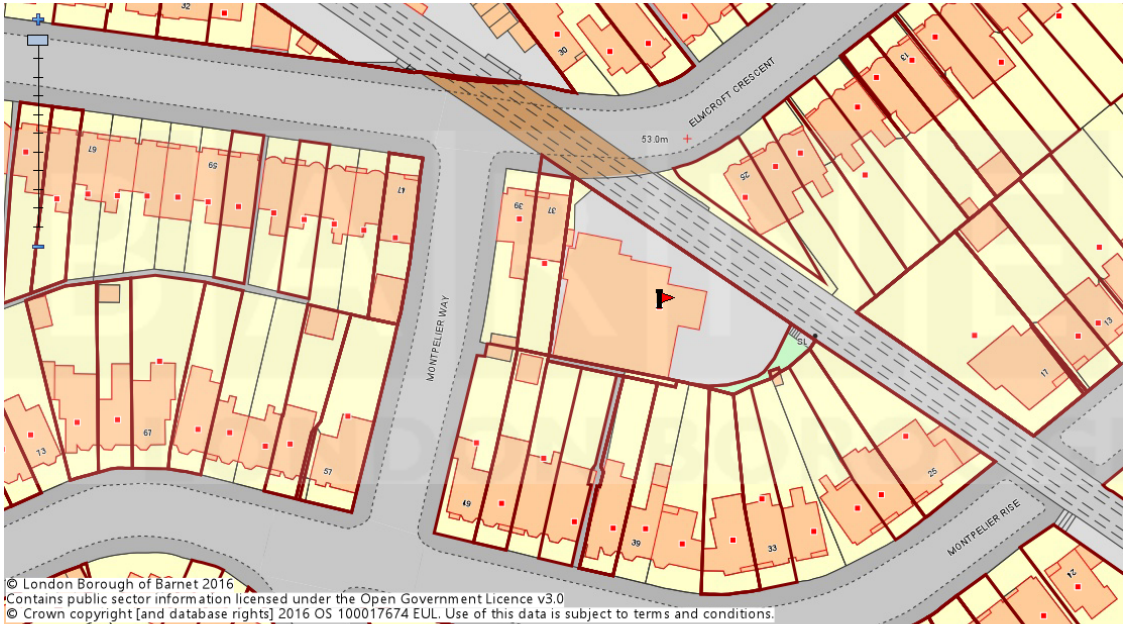 32
30
ELMCROFT CRESCENT
13
53.0m
67
59
47
25
39
37
MONTPELIER WAY
SL
13
17
73
67
57
49
39
33
25
MONTPELIER RISE
24
© London Borough of Barnet 2016
Contains public sector information licensed under the Open Government Licence v3.0
© Crown copyright [and database rights] 2016 OS 100017674 EUL. Use of this data is subject to terms and conditions.